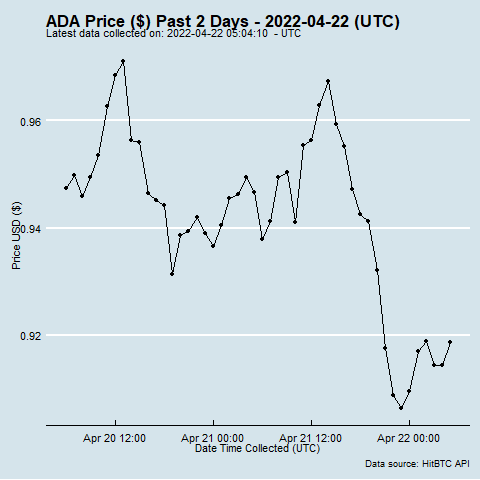 ADA Price ($) Past 2 Days - 2022-04-22 (UTC)
Latest data collected on: 2022-04-22 05:04:10 - UTC
0.96
0.94
0.92
Price USD ($)
Apr 20 12:00
Apr 21 00:00
Apr 21 12:00
Apr 22 00:00
Date Time Collected (UTC)
Data source: HitBTC API